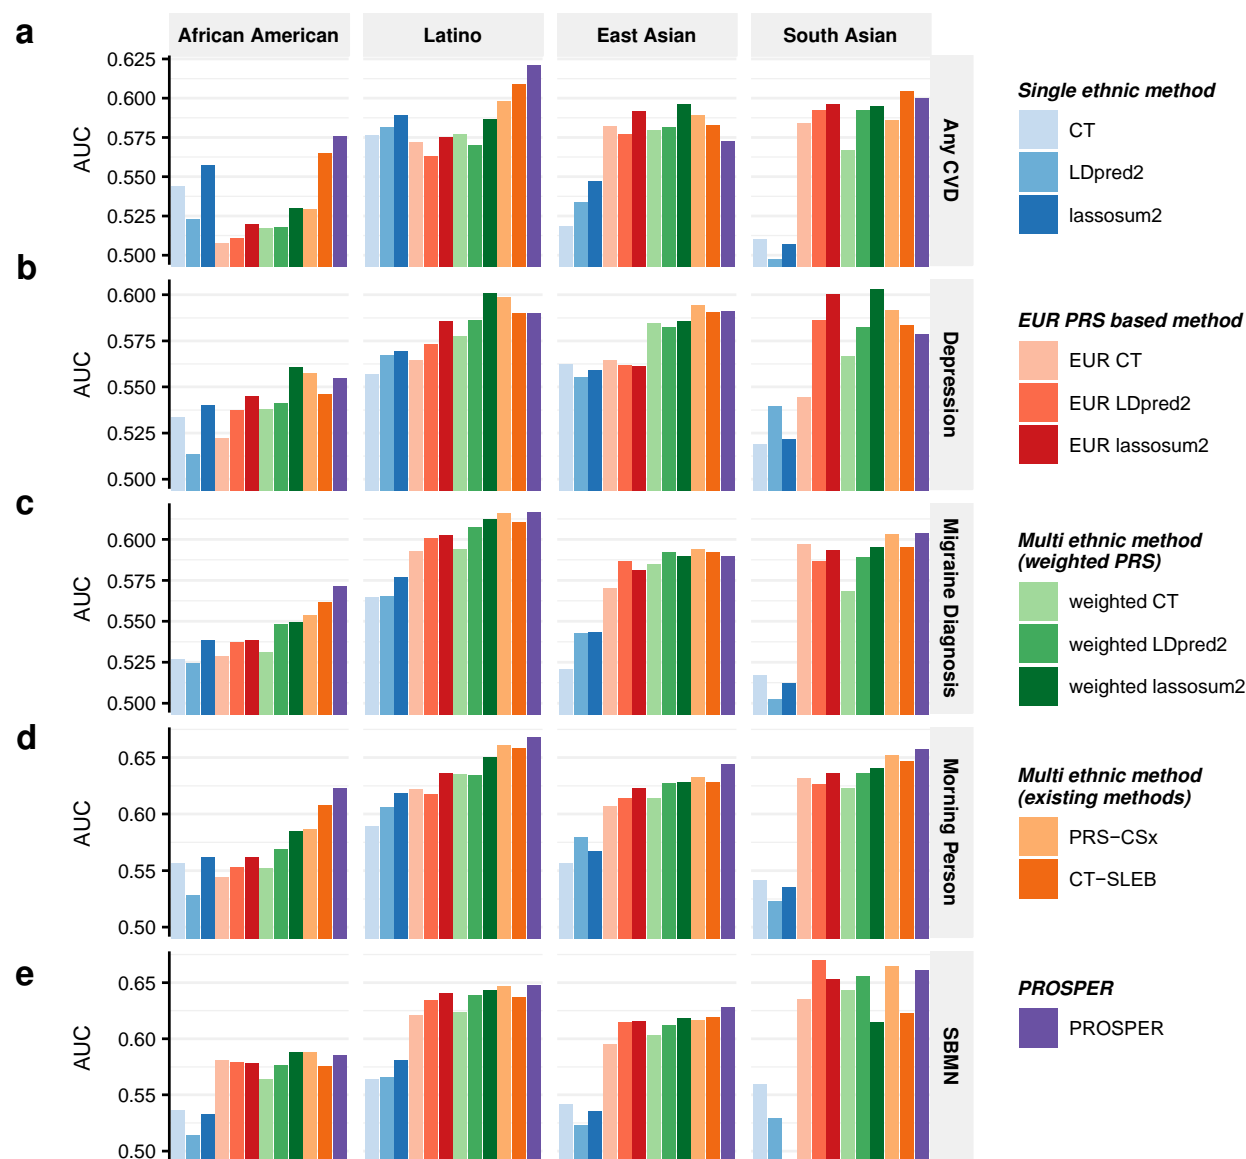 a
African American
Latino
East Asian
South Asian
0.625
0.600
0.575
0.550
0.525
0.500
AUC
Any CVD
b
0.600
0.575
0.550
0.525
0.500
AUC
Depression
c
0.600
0.575
0.550
0.525
0.500
AUC
Migraine Diagnosis
d
0.65
0.60
0.55
0.50
AUC
Morning Person
e
0.65
0.60
0.55
0.50
AUC
SBMN
Single ethnic method
CT
LDpred2
lassosum2
EUR PRS based method
EUR CT
EUR LDpred2
EUR lassosum2
Multi ethnic method
(weighted PRS)
weighted CT
weighted LDpred2
weighted lassosum2
Multi ethnic method
(existing methods)
PRS−CSx
CT−SLEB
PROSPER
PROSPER